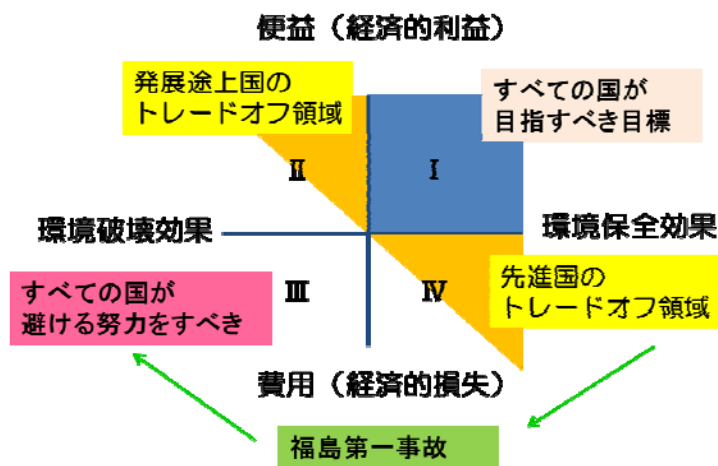 便益（経済的利益）
発展途上国の
トレードオフ領域
すべての国が
目指すべき目標
II
I
環境破壊効果
環境保全効果
すべての国が
避ける努力をすべき
III
IV
先進国の
トレードオフ領域
費用（経済的損失）
福島第一事故